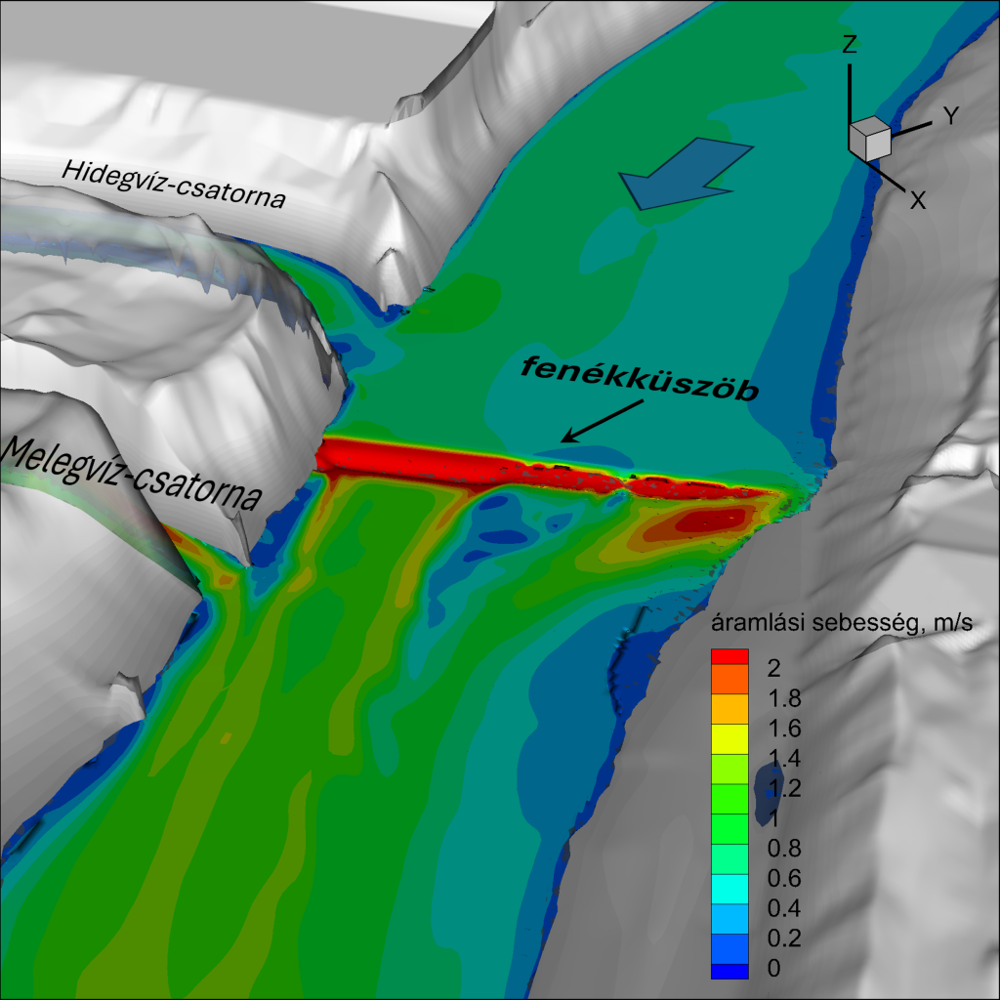 Z
Y
X
Hidegvíz-csatorna
fenékküszöb
Melegvíz-csatorna
áramlási sebesség, m/s
2
1.8
1.6
1.4
1.2
1
0.8
0.6
0.4
0.2
0